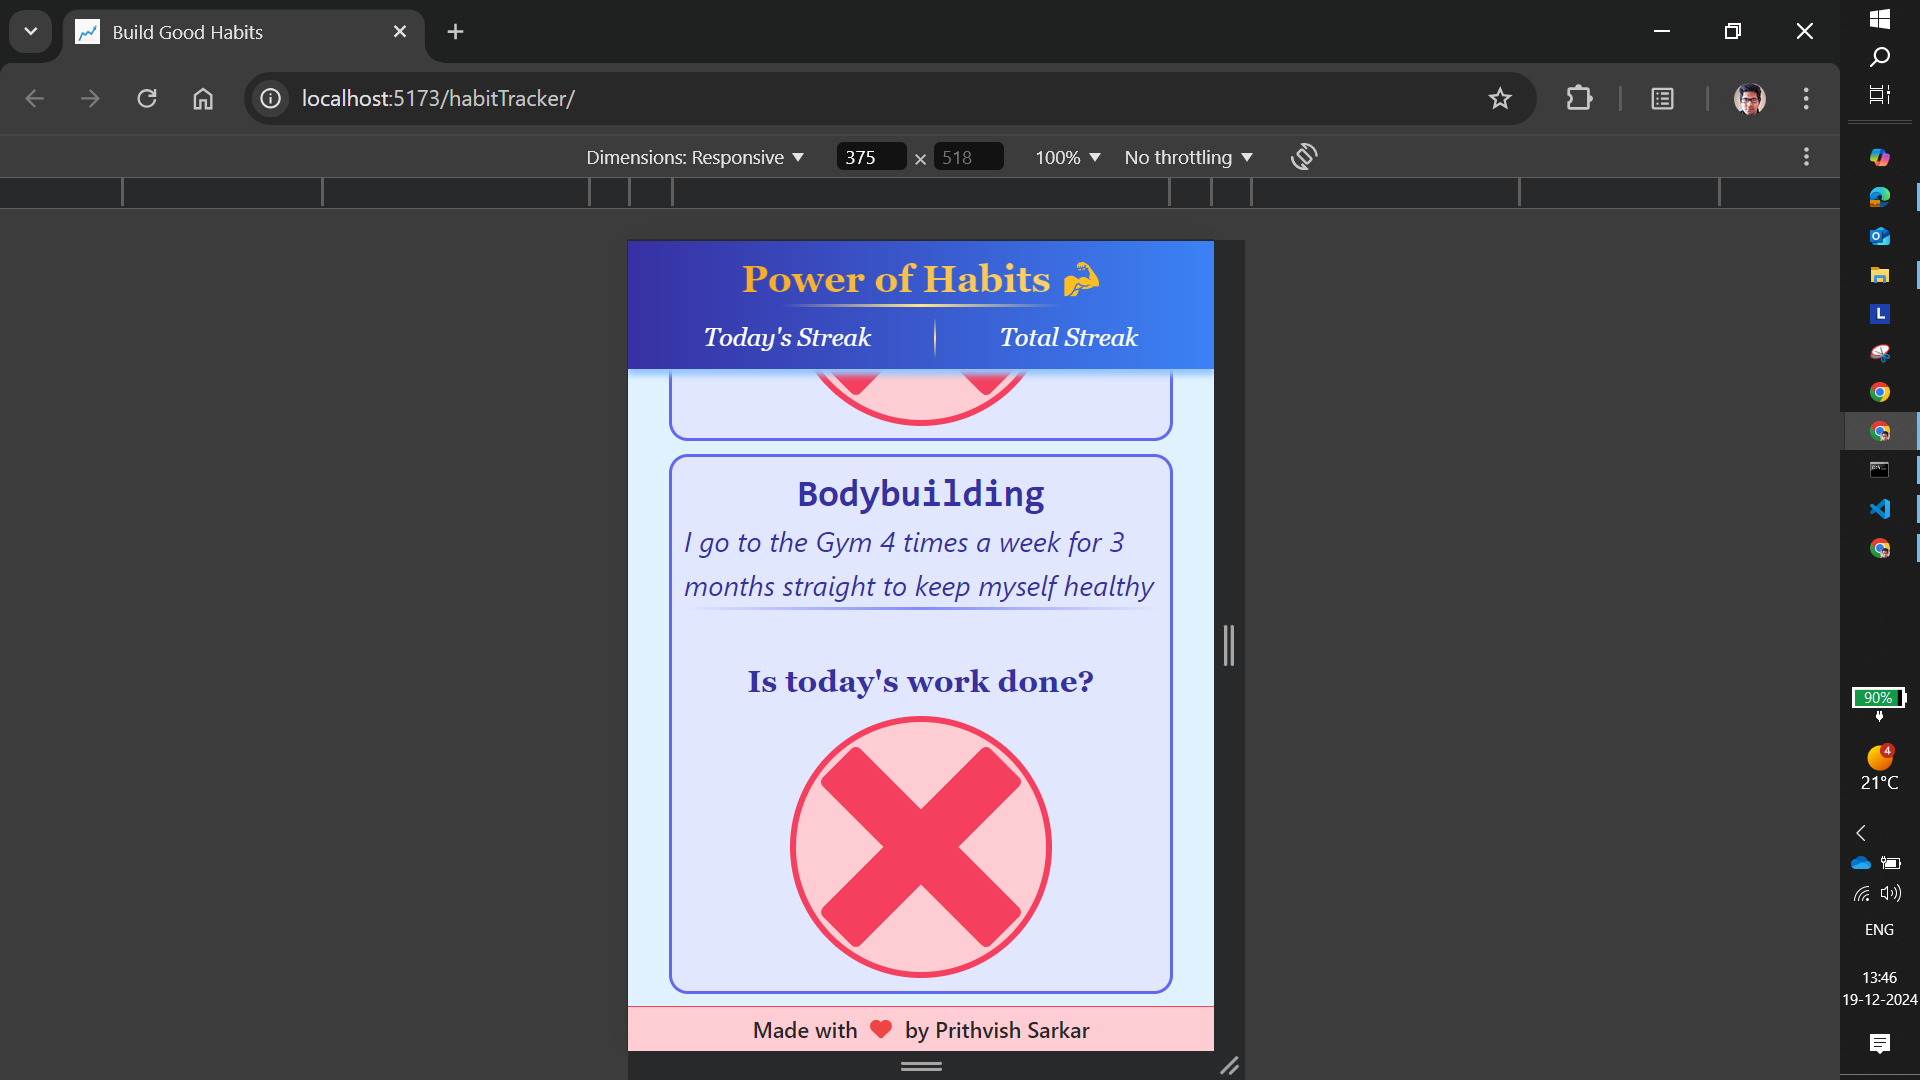 Build Good Habits
localhost:5173/habitTracker/
Dimensions: Responsive 375 × 518 100% No throttling
Power of Habits
Today's Streak Total Streak
Bodybuilding
I go to the Gym 4 times a week for 3
months straight to keep myself healthy
Is today's work done?
Made with by Prithvish Sarkar
L
90%
4
21°C
ENG
13:46
19-12-2024